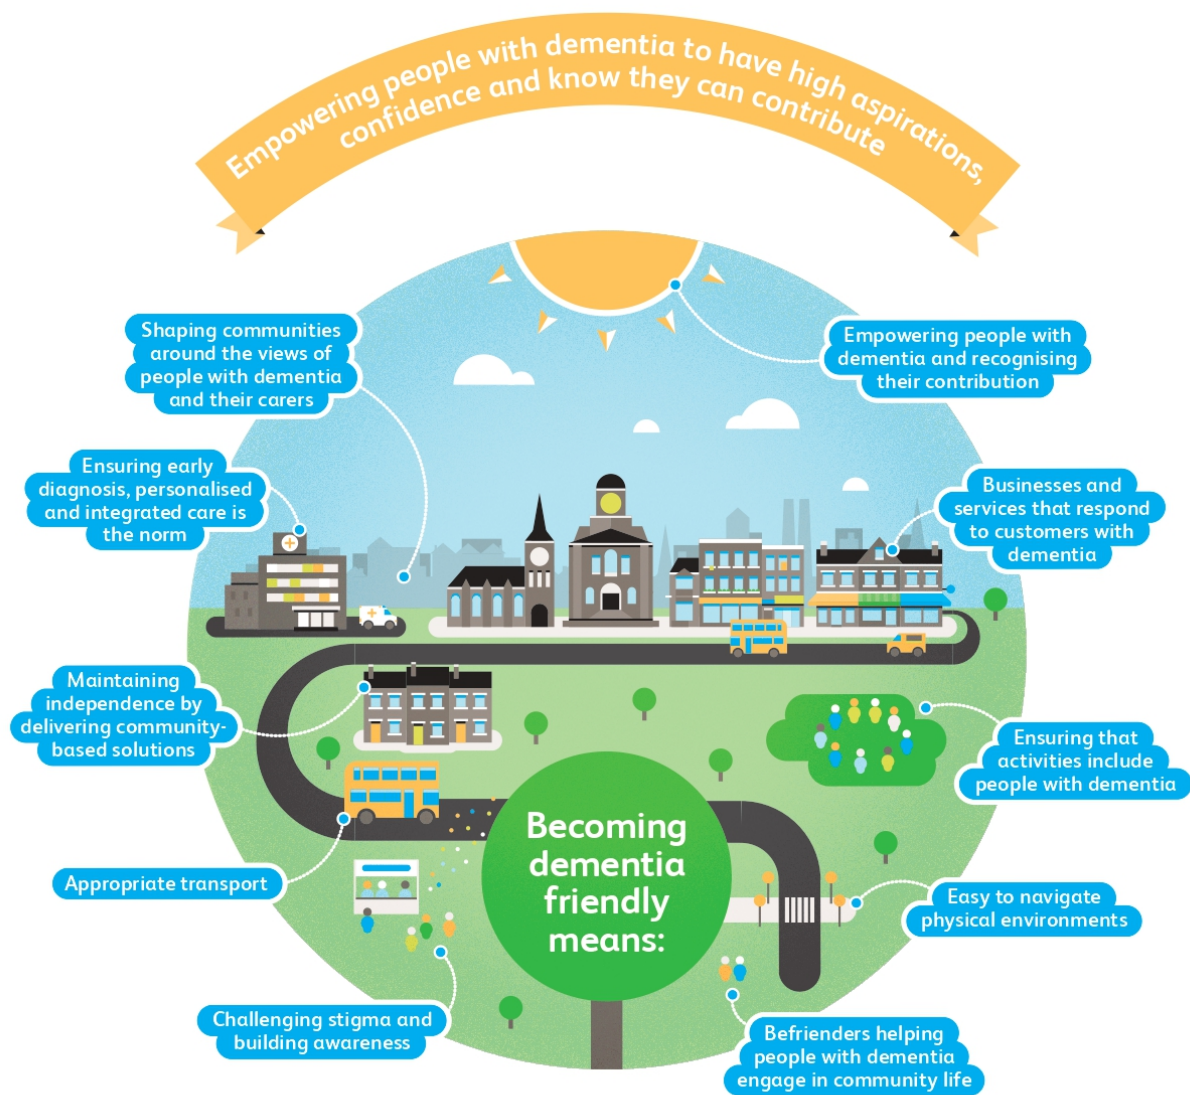 Empowering people with dementia to have high aspirations,
confidence and know they can contribute
Shaping communities
around the views of
people with dementia
and their carers
Empowering people with
dementia and recognising
their contribution
Ensuring early
diagnosis, personalised
and integrated care is
the norm
Businesses and
services that respond
to customers with
dementia
Maintaining
independence by
delivering community-
based solutions
Ensuring that
activities include
people with dementia
Becoming
dementia
friendly
means:
Appropriate transport
Easy to navigate
physical environments
Challenging stigma and
building awareness
Befrienders helping
people with dementia
engage in community life